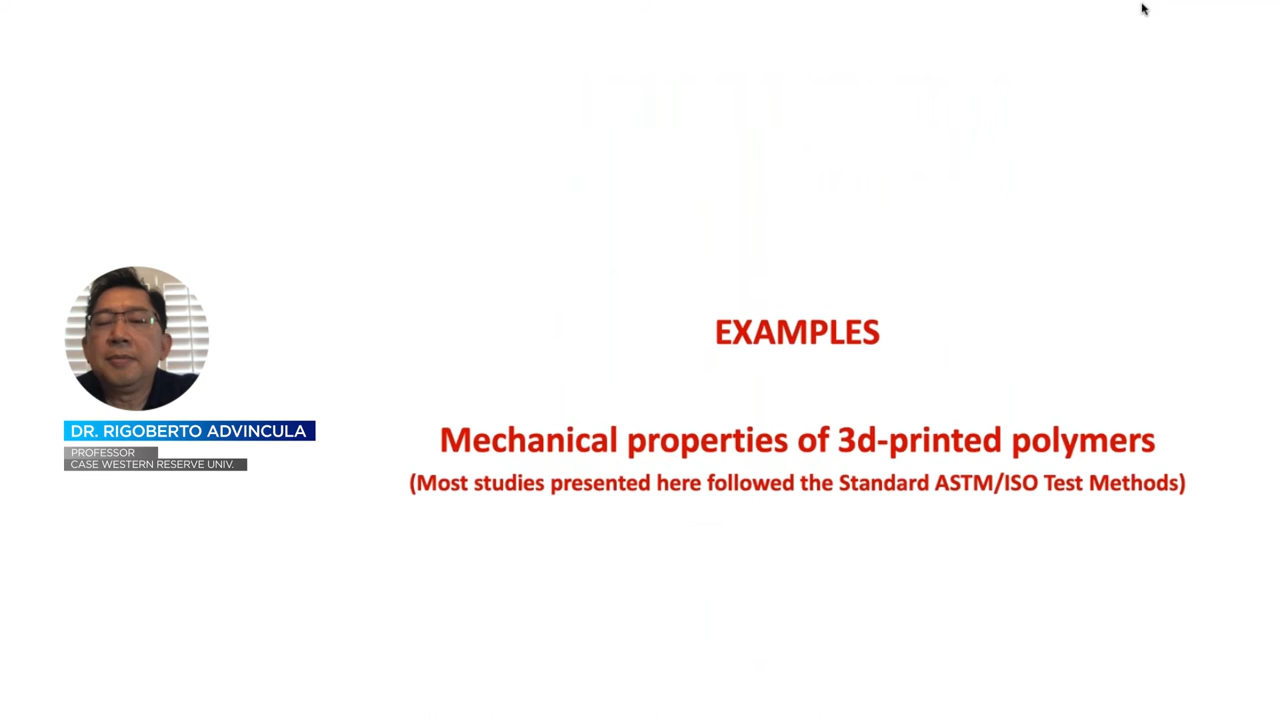 EXAMPLES
Mechanical properties of 3d-printed polymers
(Most studies presented here followed the Standard ASTM/ISO Test Methods)
DR. RIGOBERTO ADVINCULA
PROFESSOR
CASE WESTERN RESERVE UNIV.